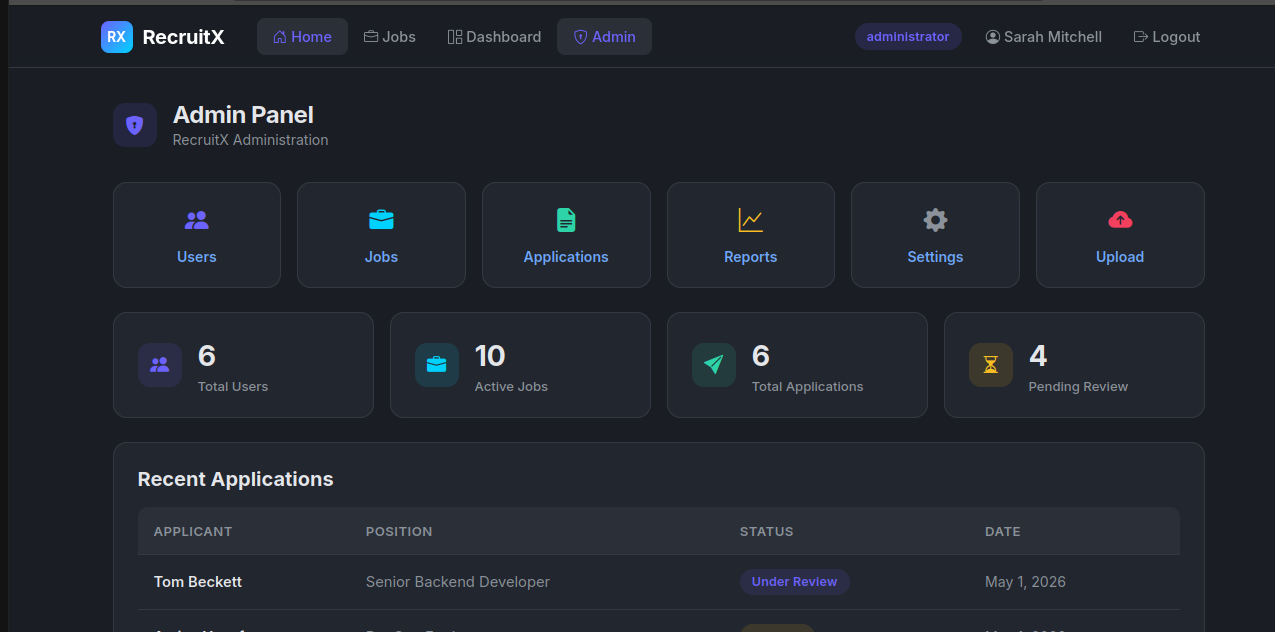 RX RecruitX Home Jobs Dashboard Admin administrator Sarah Mitchell Logout
Admin Panel
RecruitX Administration
Users Jobs Applications Reports Settings Upload
6 10 6 4
Total Users Active Jobs Total Applications Pending Review
Recent Applications
APPLICANT POSITION STATUS DATE
Tom Beckett Senior Backend Developer Under Review May 1, 2026